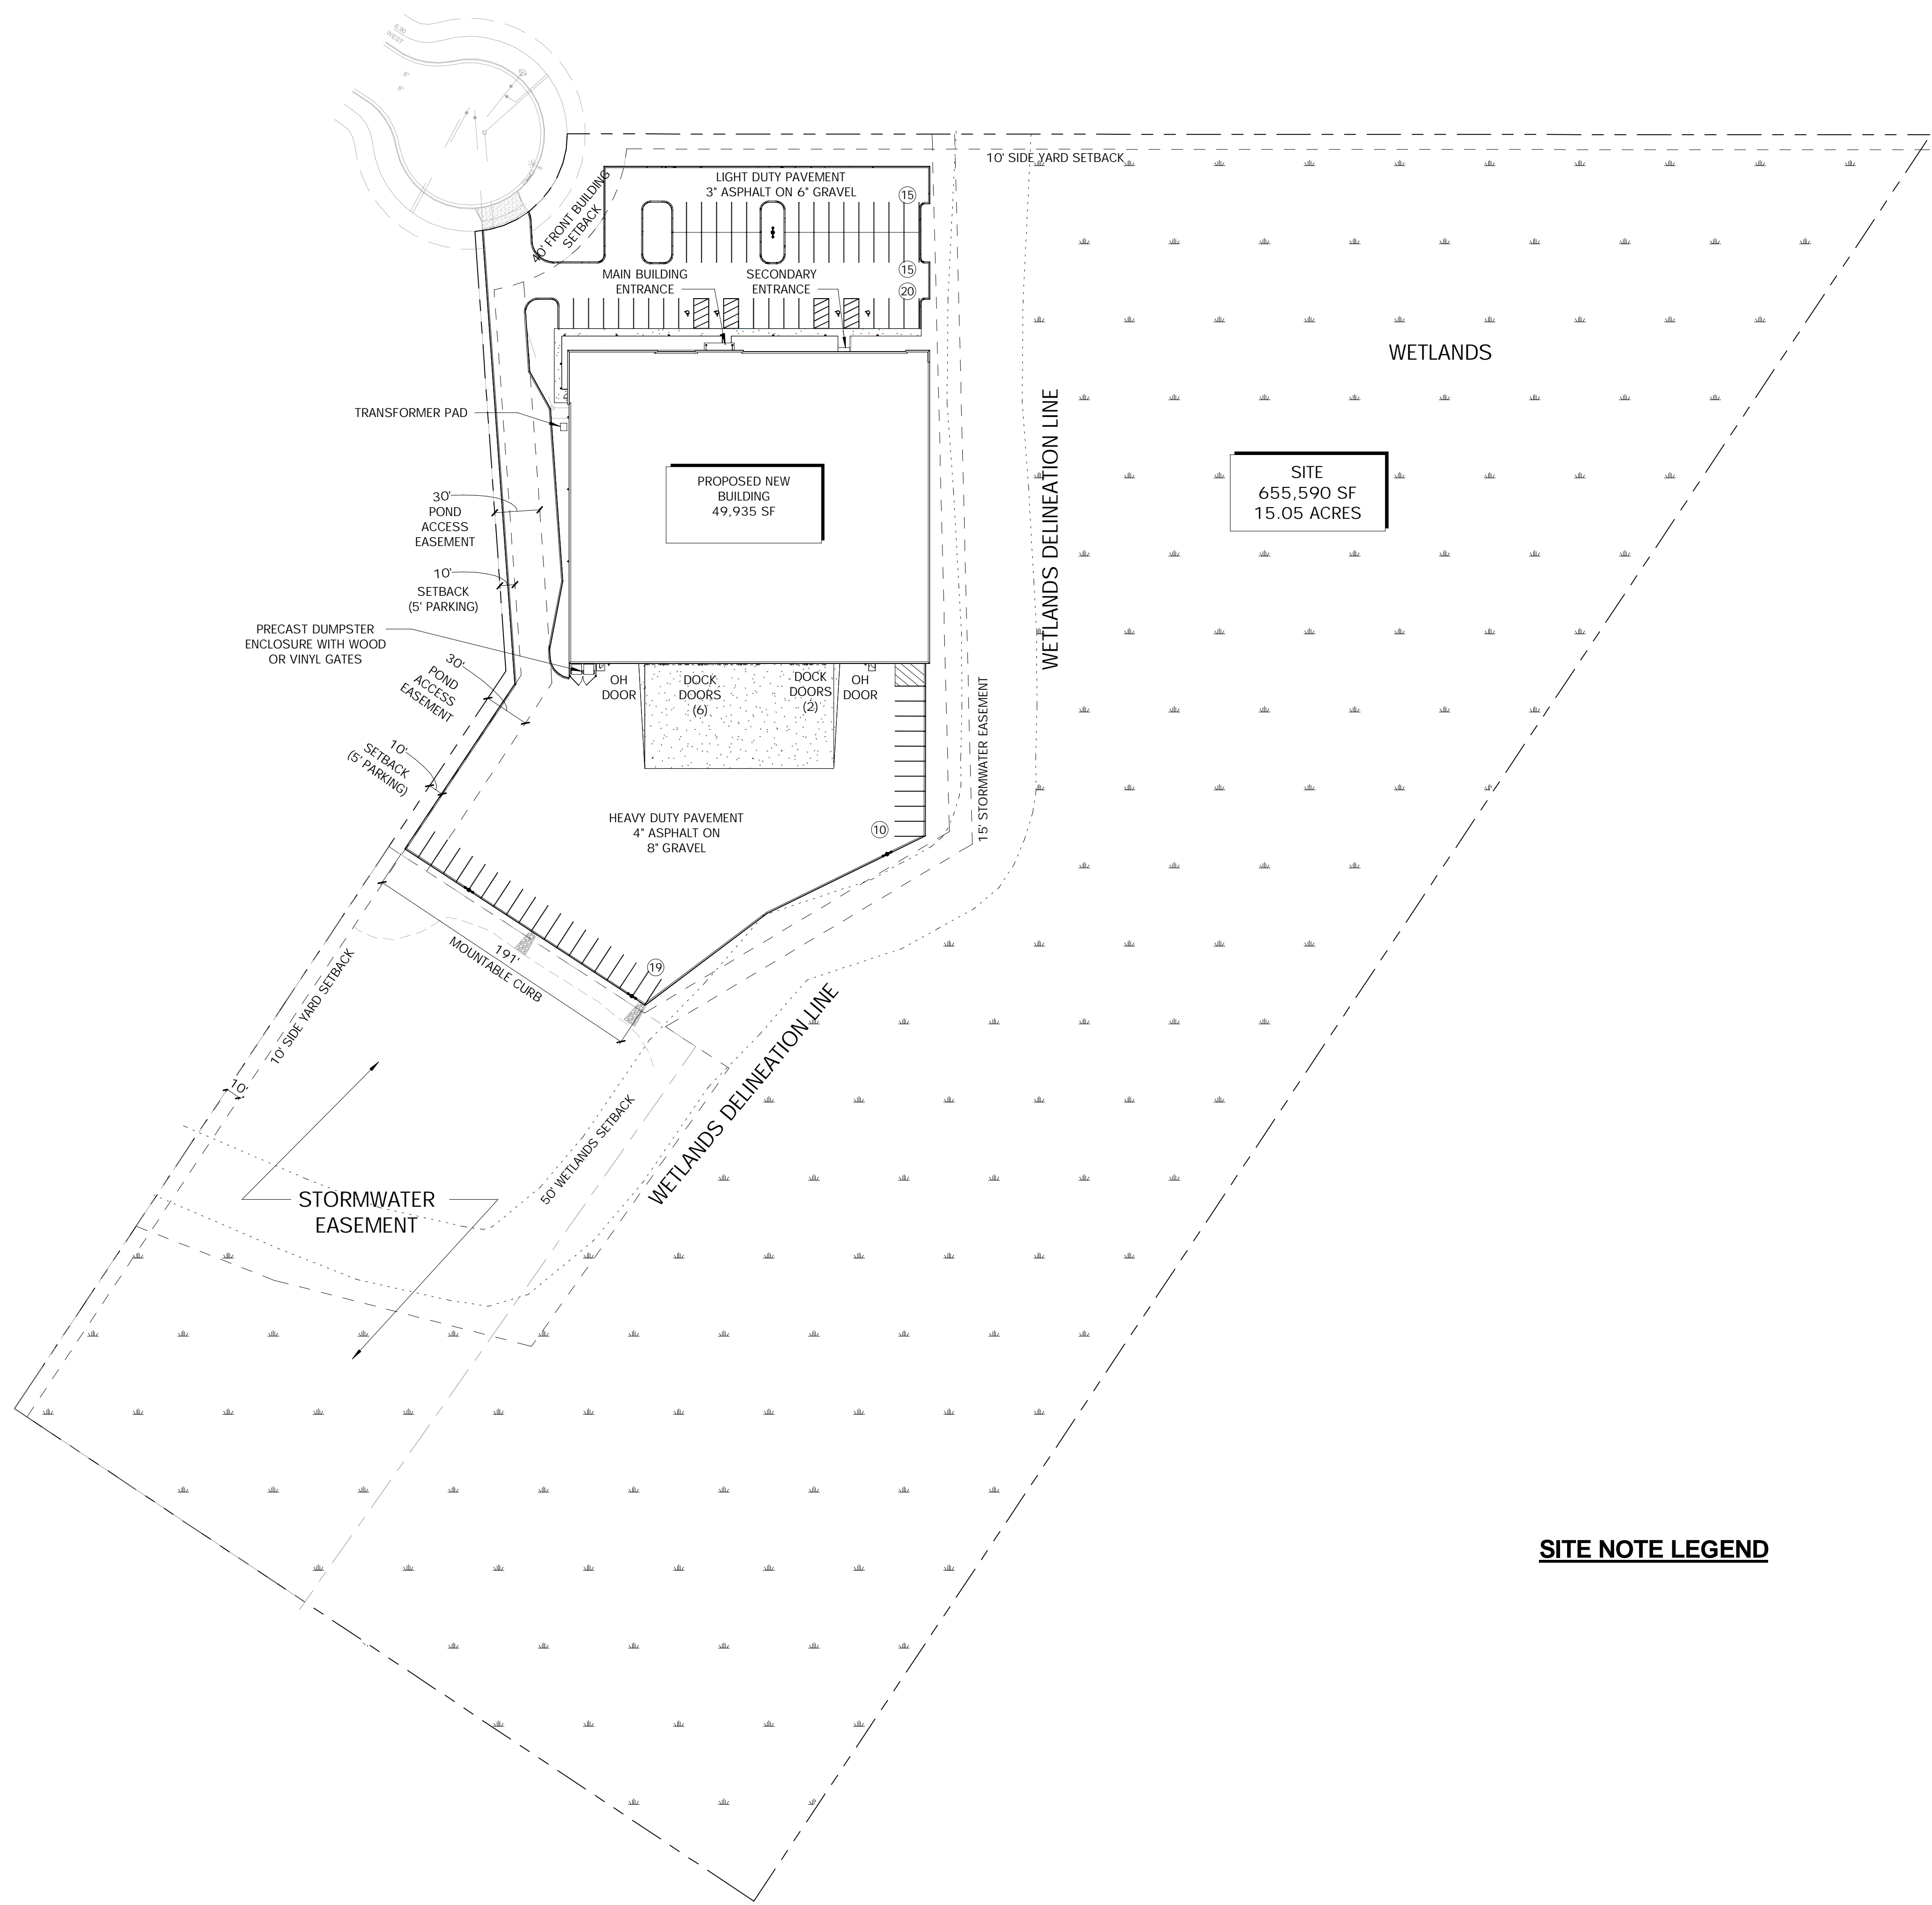 6.90
WEST
8"
8"
10' SIDE YARD SETBACK
LIGHT DUTY PAVEMENT
3" ASPHALT ON 6" GRAVEL
15
40' FRONT BUILDING
SETBACK
15
MAIN BUILDING
ENTRANCE
SECONDARY
ENTRANCE
20
WETLANDS
TRANSFORMER PAD
WETLANDS DELINEATION LINE
PROPOSED NEW
BUILDING
49,935 SF
SITE
655,590 SF
15.05 ACRES
30'
POND
ACCESS
EASEMENT
10'
SETBACK
(5' PARKING)
PRECAST DUMPSTER
ENCLOSURE WITH WOOD
OR VINYL GATES
30'
POND
ACCESS
EASEMENT
OH
DOOR
DOCK
DOORS
(6)
DOCK
DOORS
(2)
OH
DOOR
15' STORMWATER EASEMENT
10'
SETBACK
(5' PARKING)
HEAVY DUTY PAVEMENT
4" ASPHALT ON
8" GRAVEL
10
19
191'
MOUNTABLE CURB
10' SIDE YARD SETBACK
10'
WETLANDS DELINEATION LINE
50' WETLANDS SETBACK
STORMWATER
EASEMENT
SITE NOTE LEGEND